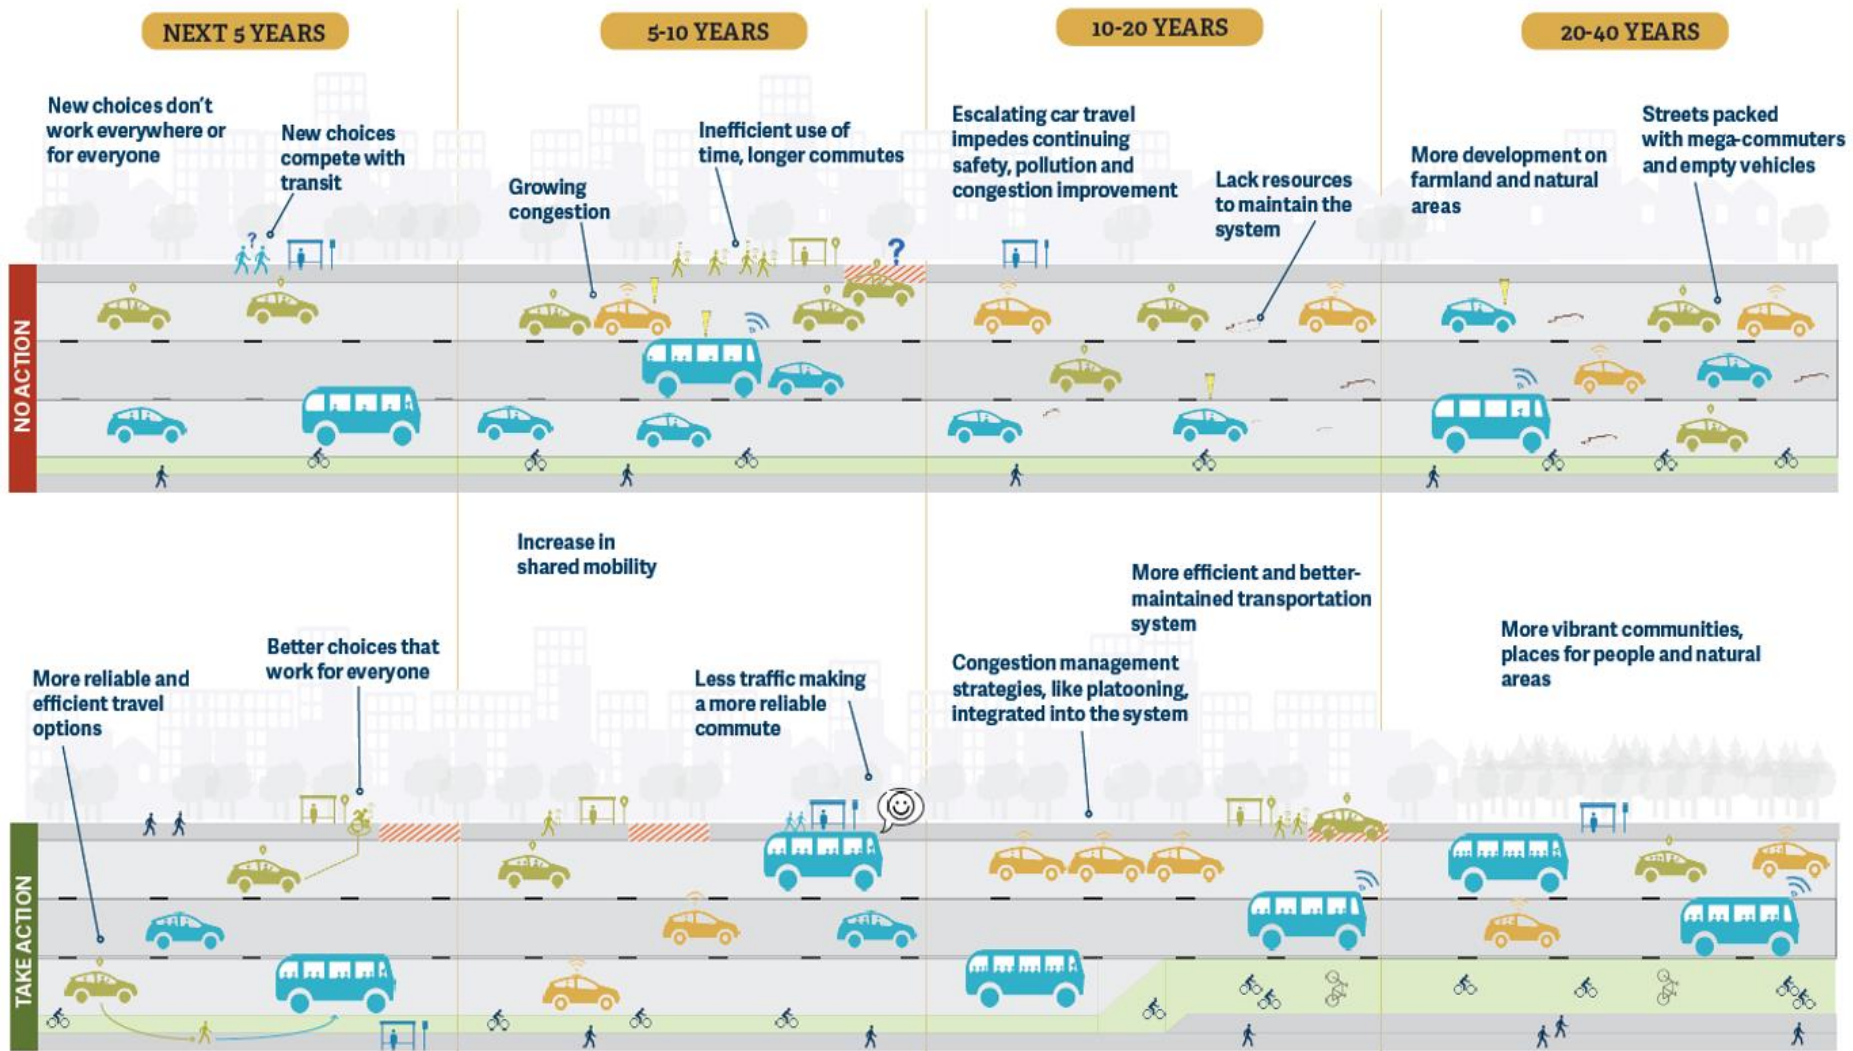 NEXT 5 YEARS
5-10 YEARS
10-20 YEARS
20-40 YEARS
NO ACTION
New choices don't
work everywhere or
for everyone
New choices
compete with
transit
?
Growing
congestion
Inefficient use of
time, longer commutes
?
Escalating car travel
impedes continuing
safety, pollution and
congestion improvement
Lack resources
to maintain the
system
More development on
farmland and natural
areas
Streets packed
with mega-commuters
and empty vehicles
TAKE ACTION
More reliable and
efficient travel
options
Better choices that
work for everyone
Increase in
shared mobility
Less traffic making
a more reliable
commute
Congestion management
strategies, like platooning,
integrated into the system
More efficient and better-
maintained transportation
system
More vibrant communities,
places for people and natural
areas